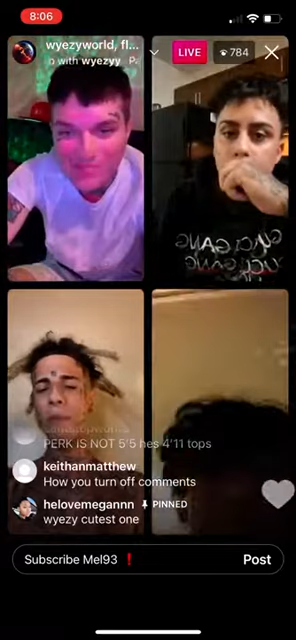 8:06
wyezyworld, fl...
p with wyezyy
LIVE
784
PERK IS NOT 5'5 hes 4'11 tops
keithanmatthew
How you turn off comments
helovemegannn PINNED
wyezy cutest one
Subscribe Mel93 ❗
Post